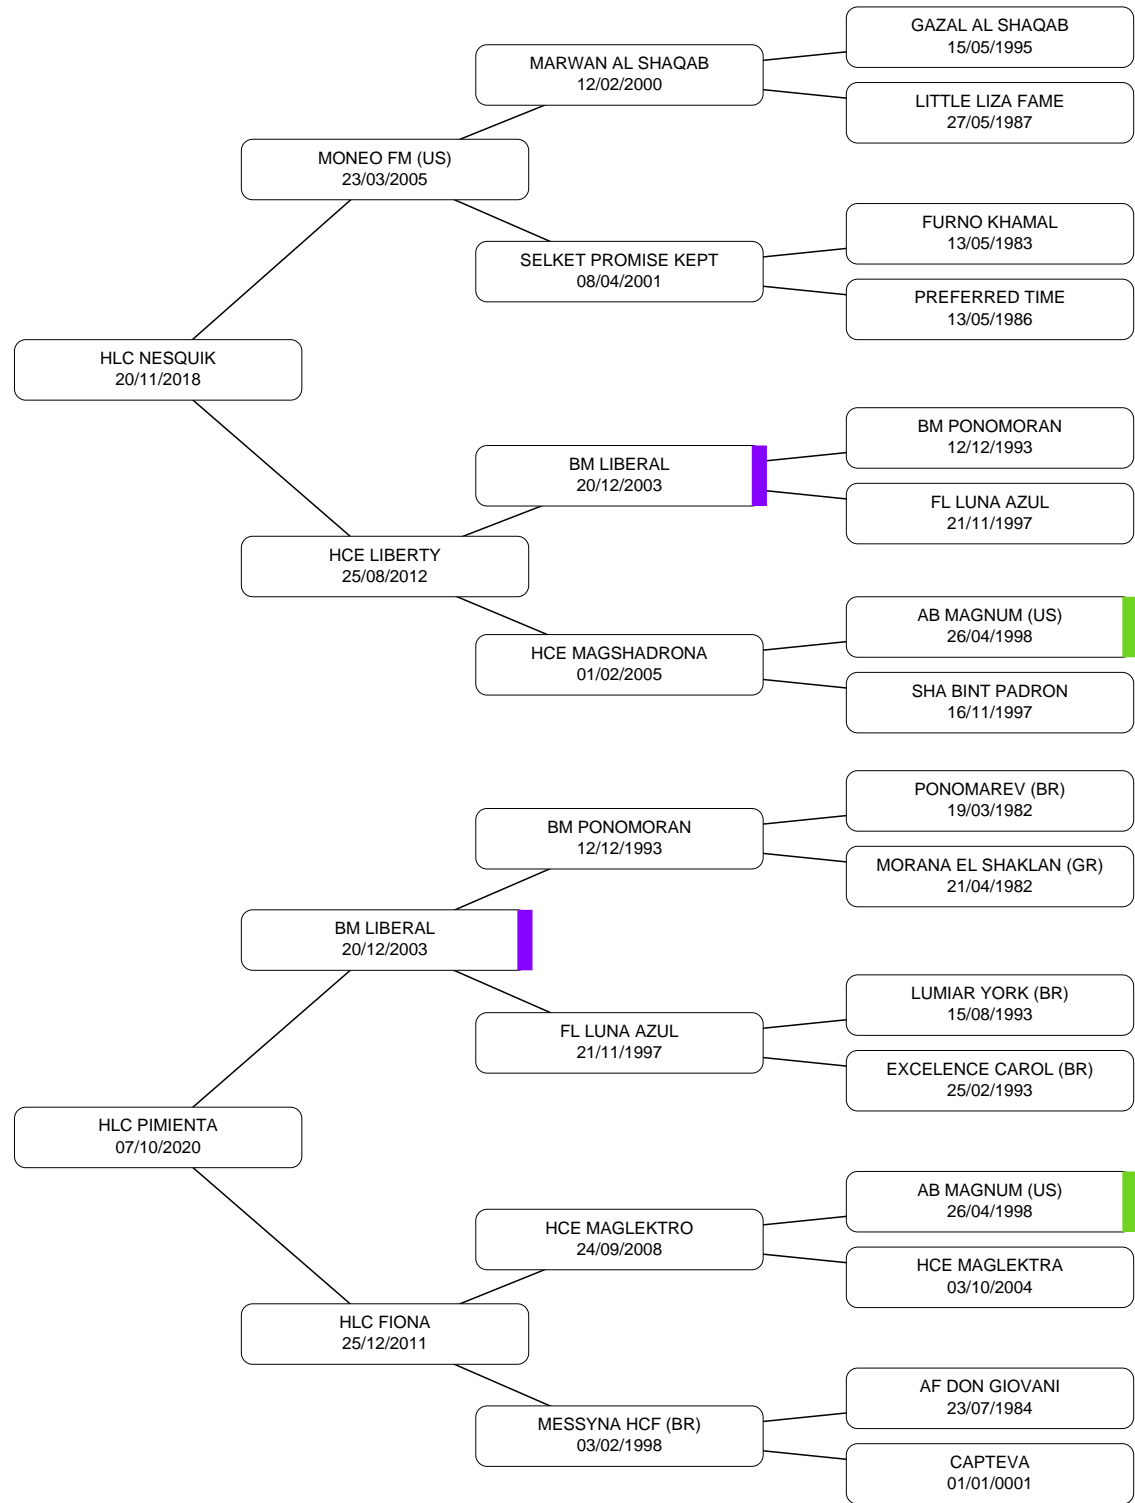 GAZAL AL SHAQAB
15/05/1995
MARWAN AL SHAQAB
12/02/2000
LITTLE LIZA FAME
27/05/1987
MONEO FM (US)
23/03/2005
FURNO KHAMAL
13/05/1983
SELKET PROMISE KEPT
08/04/2001
PREFERRED TIME
13/05/1986
HLC NESQUIK
20/11/2018
BM PONOMORAN
12/12/1993
BM LIBERAL
20/12/2003
FL LUNA AZUL
21/11/1997
HCE LIBERTY
25/08/2012
AB MAGNUM (US)
26/04/1998
HCE MAGSHADRONA
01/02/2005
SHA BINT PADRON
16/11/1997
PONOMAREV (BR)
19/03/1982
BM PONOMORAN
12/12/1993
MORANA EL SHAKLAN (GR)
21/04/1982
BM LIBERAL
20/12/2003
LUMIAR YORK (BR)
15/08/1993
FL LUNA AZUL
21/11/1997
EXCELENCE CAROL (BR)
25/02/1993
HLC PIMIENTA
07/10/2020
AB MAGNUM (US)
26/04/1998
HCE MAGLEKTRO
24/09/2008
HCE MAGLEKTRA
03/10/2004
HLC FIONA
25/12/2011
AF DON GIOVANI
23/07/1984
MESSYNA HCF (BR)
03/02/1998
CAPTEVA
01/01/0001